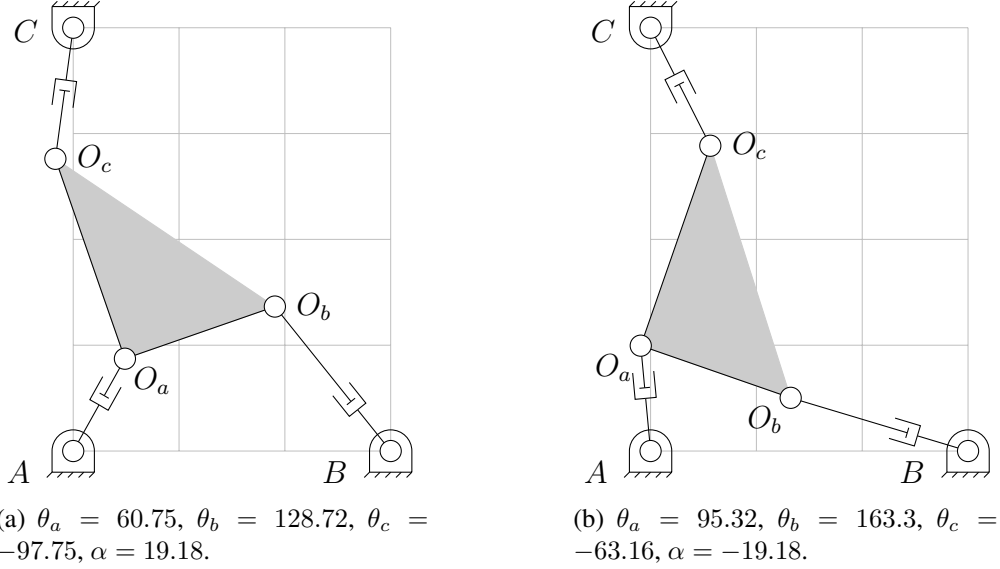 C
C
O_c
O_c
O_b
O_a
O_a
O_b
A
B
A
B
(a) θ_a = 60.75, θ_b = 128.72, θ_c =
−97.75, α = 19.18.
(b) θ_a = 95.32, θ_b = 163.3, θ_c =
−63.16, α = −19.18.